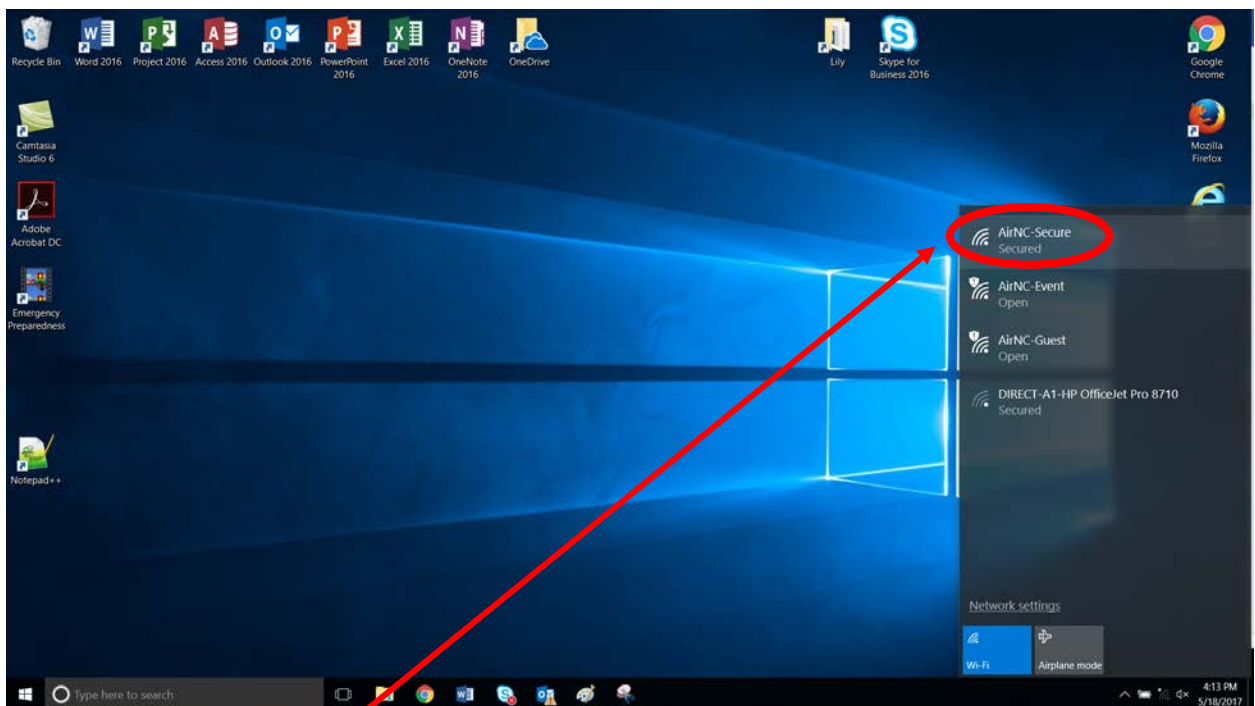 Recycle Bin
Word 2016
Project 2016
Access 2016
Outlook 2016
PowerPoint
2016
Excel 2016
OneNote
2016
OneDrive
Lily
Skype for
Business 2016
Google
Chrome
Camtasia
Studio 6
Mozilla
Firefox
Adobe
Acrobat DC
Emergency
Preparedness
Notepad++
AirNC-Secure
Secured
AirNC-Event
Open
AirNC-Guest
Open
DIRECT-A1-HP OfficeJet Pro 8710
Secured
Network settings
Wi-Fi
Airplane mode
Type here to search
4:13 PM
5/18/2017